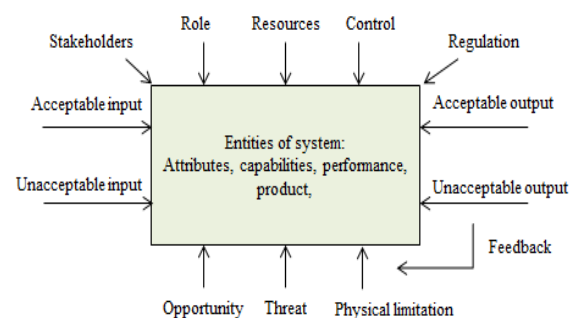 Role
Resources
Control
Stakeholders
Regulation
Acceptable input
Acceptable output
Entities of system:
Attributes, capabilities, performance,
product,
Unacceptable input
Unacceptable output
Feedback
Opportunity
Threat
Physical limitation